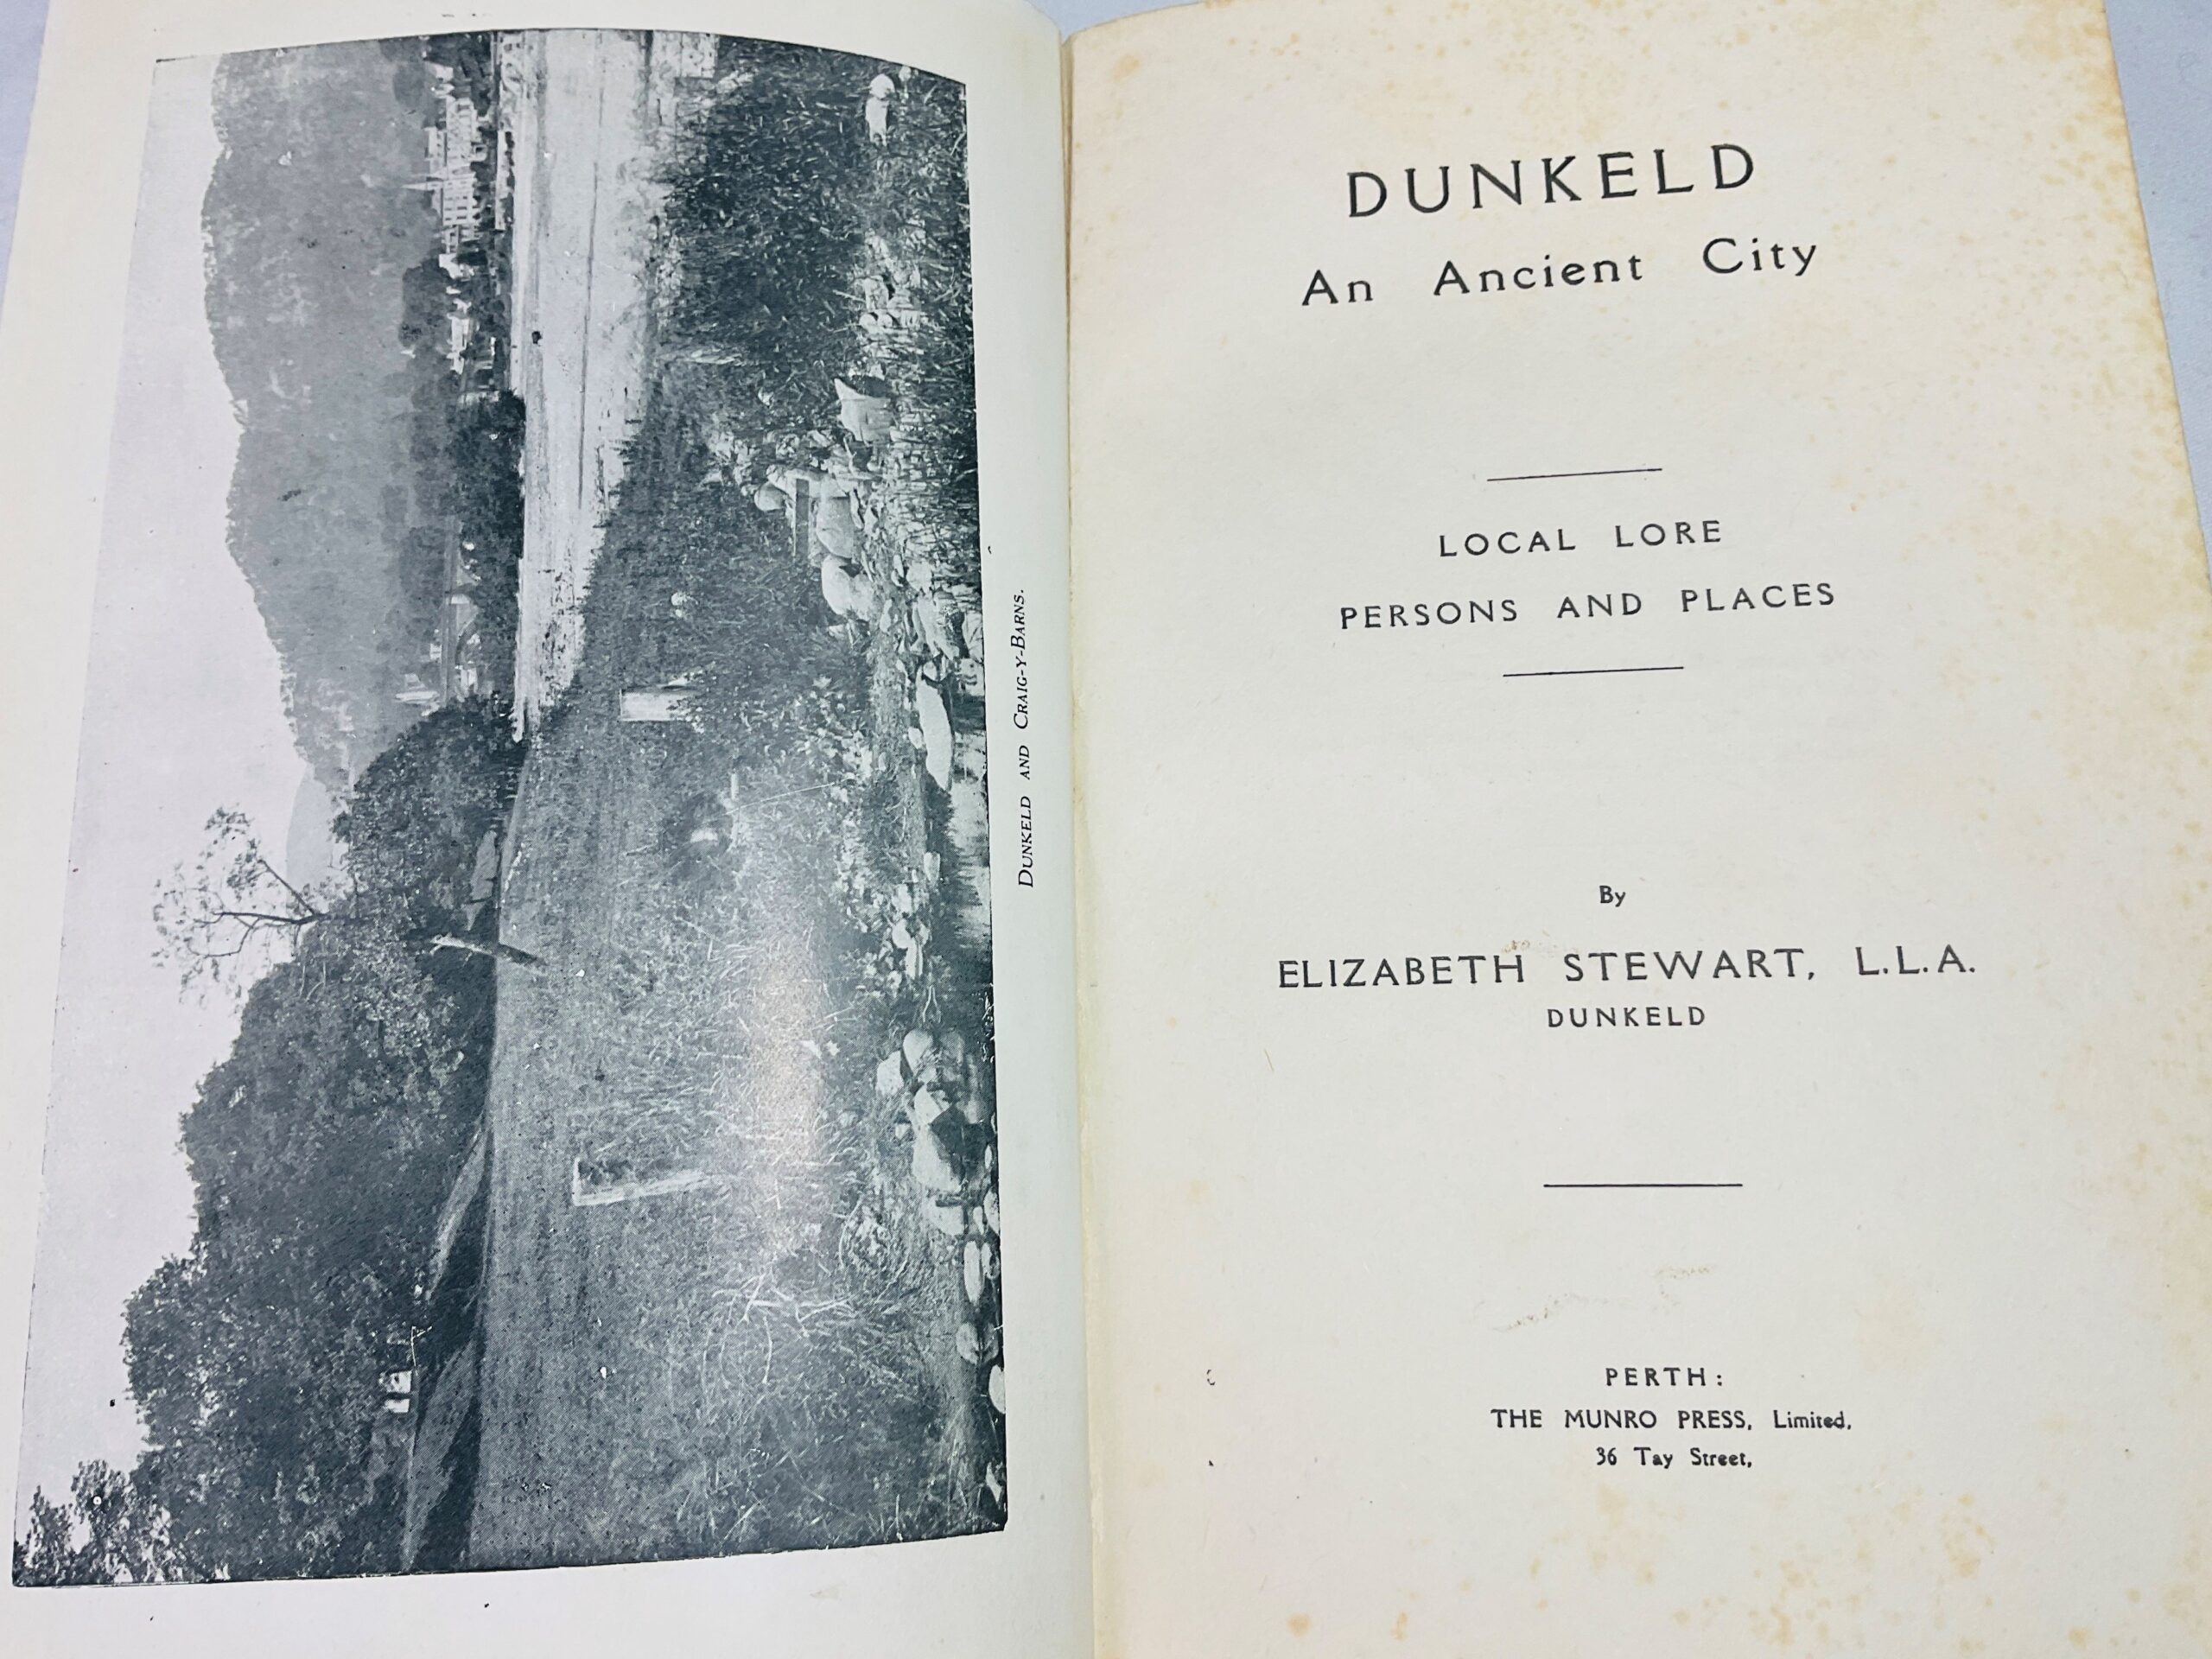 DUNKELD AND CRAIG-Y-BARNS.
DUNKELD
An Ancient City
LOCAL LORE
PERSONS AND PLACES
By
ELIZABETH STEWART, L.L.A.
DUNKELD
PERTH:
THE MUNRO PRESS, Limited,
36 Tay Street,